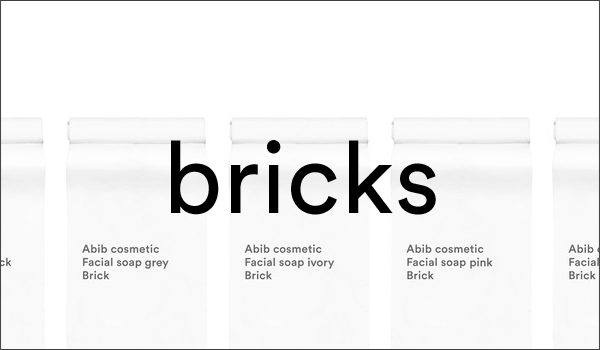 bricks
Abib cosmetic
Facial soap grey
Brick
Abib cosmetic
Facial soap ivory
Brick
Abib cosmetic
Facial soap pink
Brick
Brick